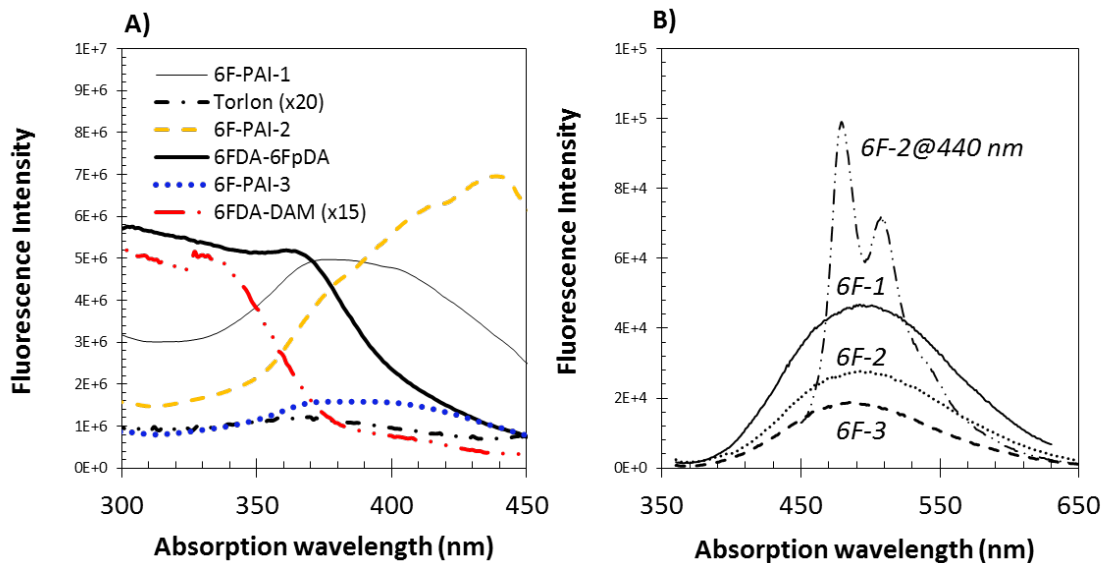 A)
Fluorescence Intensity
1E+7
9E+6
8E+6
7E+6
6E+6
5E+6
4E+6
3E+6
2E+6
1E+6
0E+0
6F-PAI-1
Torlon (x20)
6F-PAI-2
6FDA-6FpDA
6F-PAI-3
6FDA-DAM (x15)
300
350
400
450
Absorption wavelength (nm)
B)
Fluorescence Intensity
1E+5
1E+5
8E+4
6E+4
4E+4
2E+4
0E+0
6F-2@440 nm
6F-1
6F-2
6F-3
350
450
550
650
Absorption wavelength (nm)